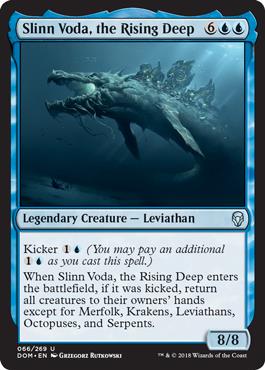 Slinn Voda, the Rising Deep 6
Legendary Creature — Leviathan
Kicker 1 (You may pay an additional
1 as you cast this spell.)
When Slinn Voda, the Rising Deep enters
the battlefield, if it was kicked, return
all creatures to their owners' hands
except for Merfolk, Krakens, Leviathans,
Octopuses, and Serpents.
8/8
066/269 U
DOM • EN Grzegorz Rutkowski
™ & © 2018 Wizards of the Coast